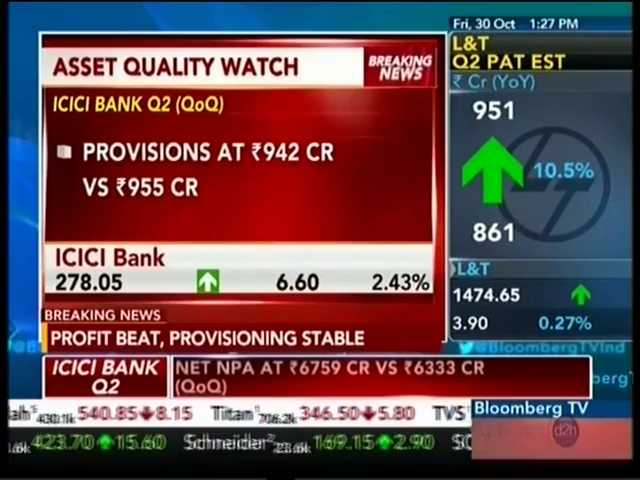 Fri, 30 Oct 1:27 PM
ASSET QUALITY WATCH
BREAKING
NEWS
ICICI BANK Q2 (QoQ)
PROVISIONS AT ₹942 CR
VS ₹955 CR
ICICI Bank
278.05 6.60 2.43%
BREAKING NEWS
PROFIT BEAT, PROVISIONING STABLE
ICICI BANK
Q2
NET NPA AT ₹6759 CR VS ₹6333 CR
(QoQ)
L&T
Q2 PAT EST
₹ Cr (YoY)
951
10.5%
861
L&T
1474.65
3.90 0.27%
@BloombergTVInd
Bloomberg TV
d2h
540.85 8.15 Titan 346.50 5.80 TVS
423.70 15.60 Schneider 169.15 2.90